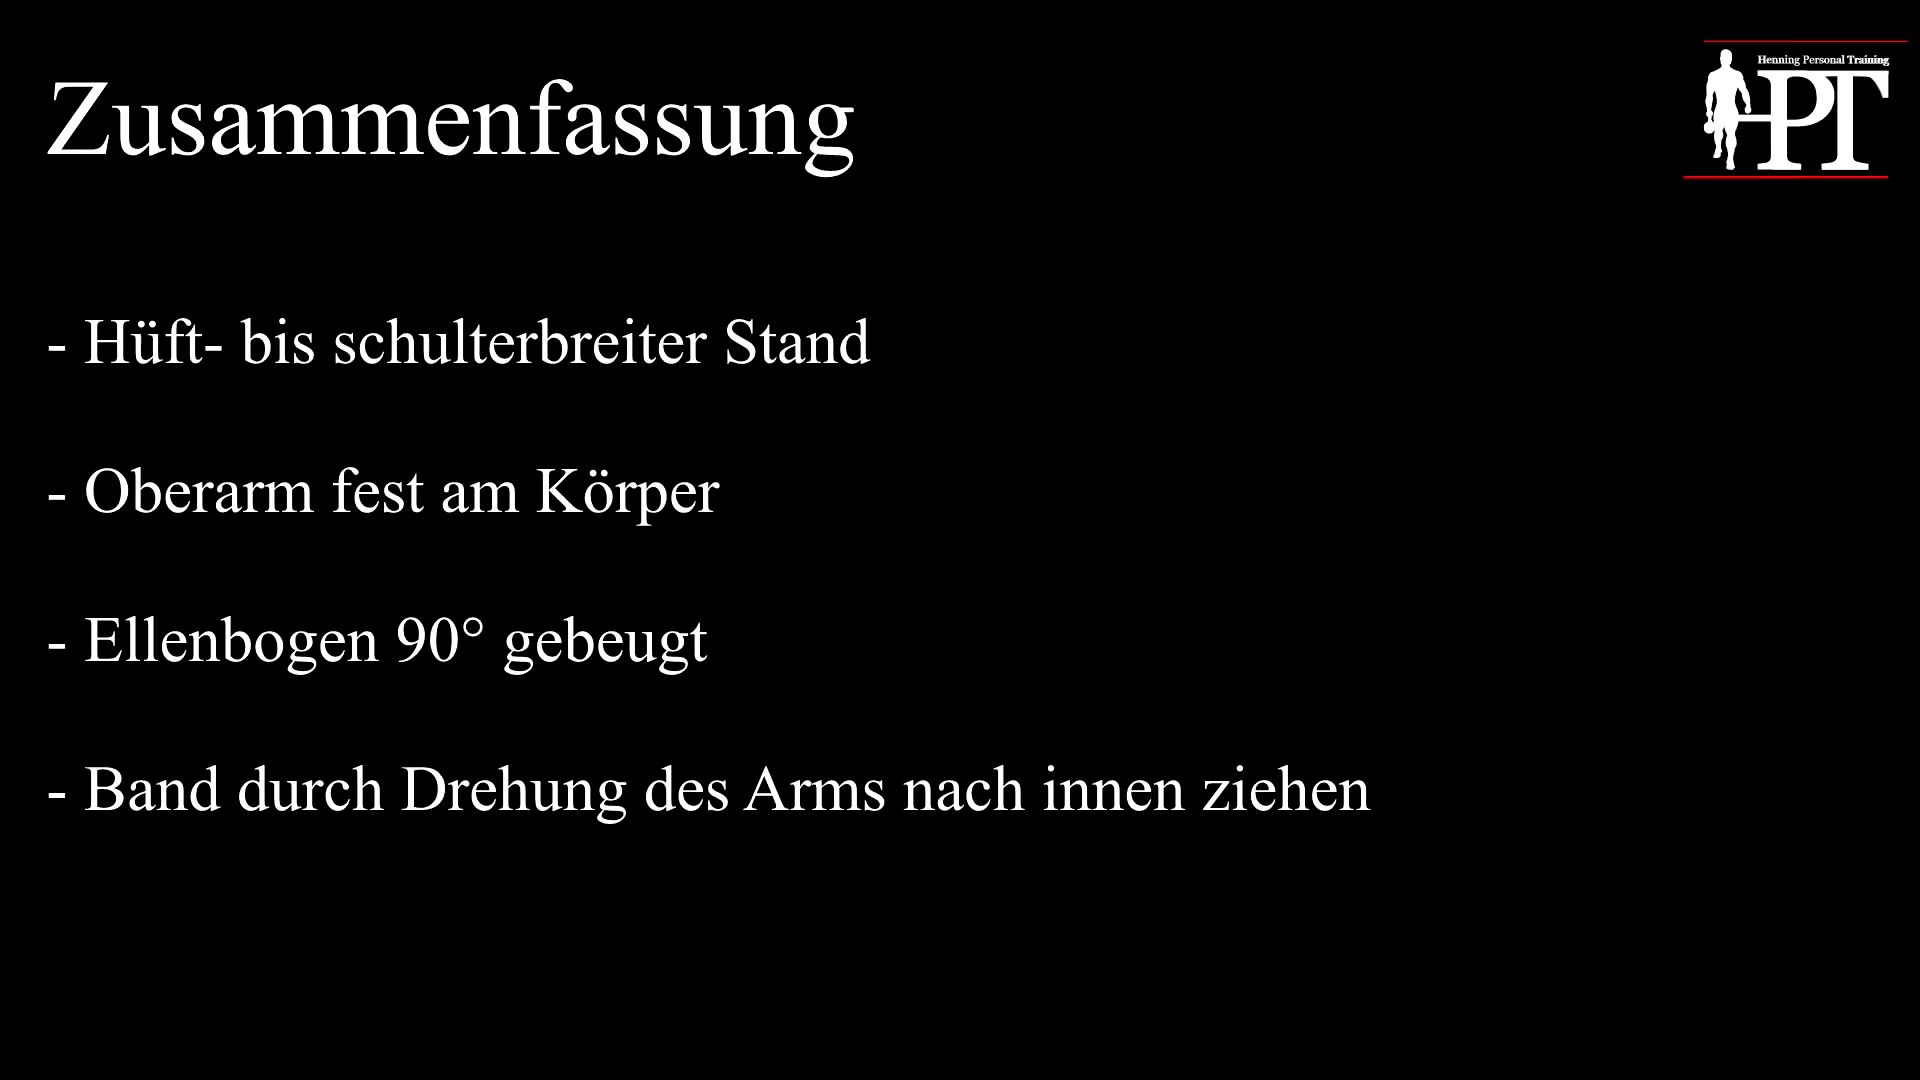 Zusammenfassung
Henning Personal Training
HPT
- Hüft- bis schulterbreiter Stand
- Oberarm fest am Körper
- Ellenbogen 90° gebeugt
- Band durch Drehung des Arms nach innen ziehen